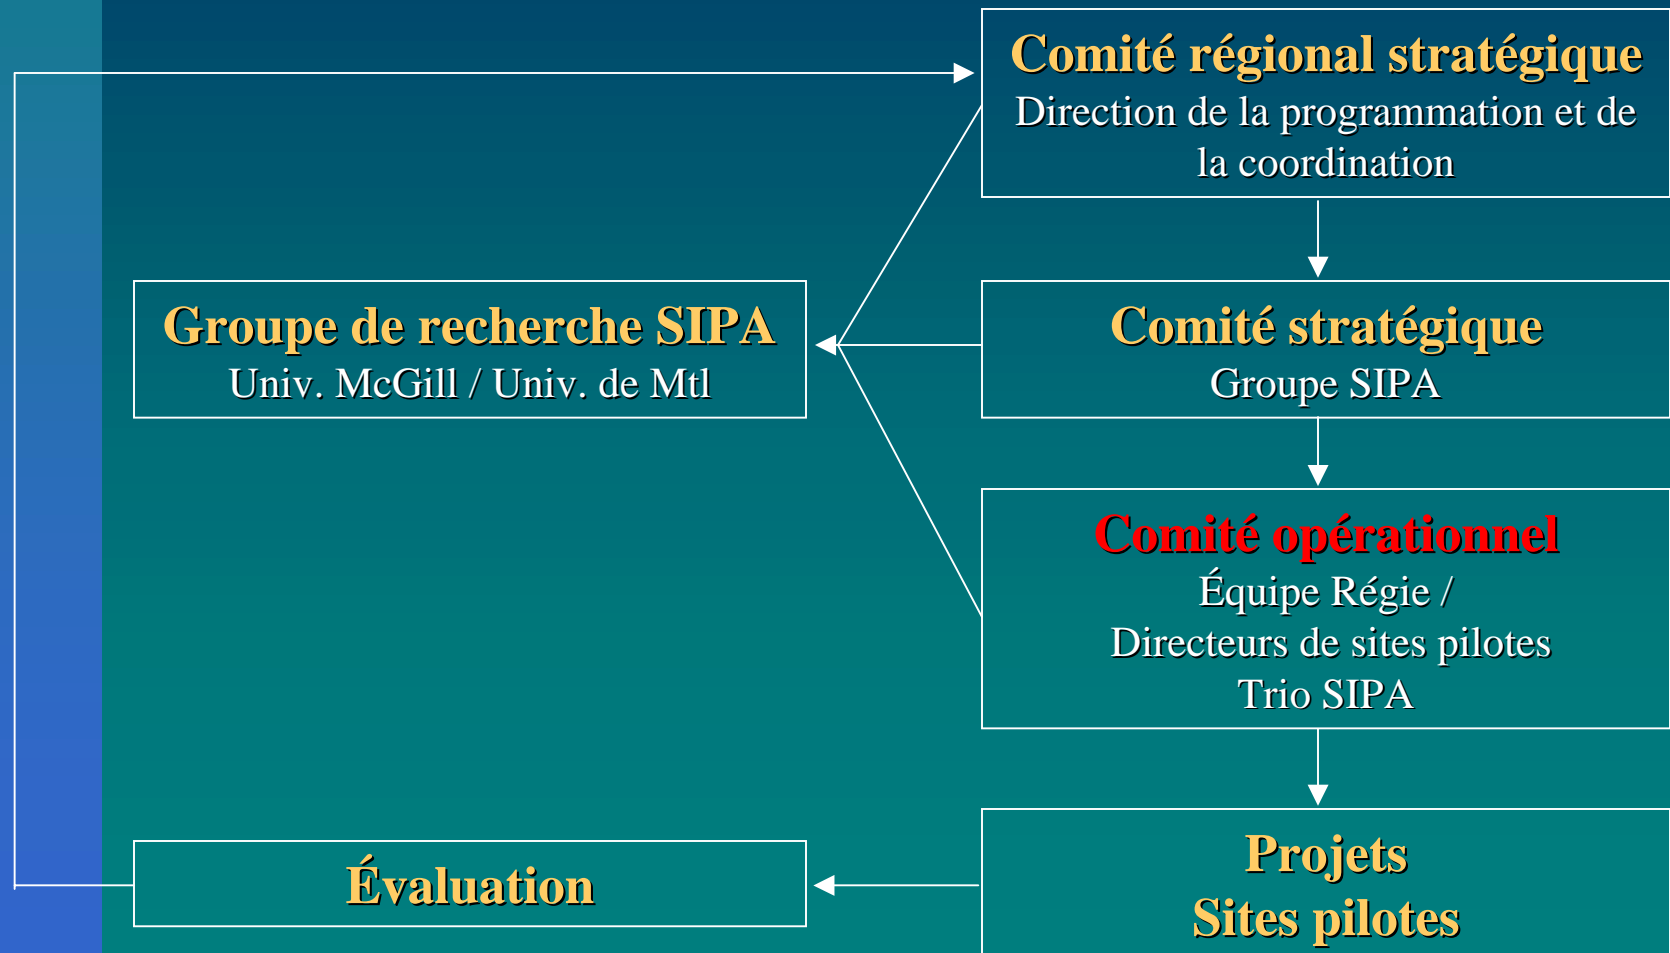 Comité régional stratégique
Direction de la programmation et de
la coordination
Groupe de recherche SIPA
Univ. McGill / Univ. de Mtl
Comité stratégique
Groupe SIPA
Comité opérationnel
Équipe Régie /
Directeurs de sites pilotes
Trio SIPA
Évaluation
Projets
Sites pilotes